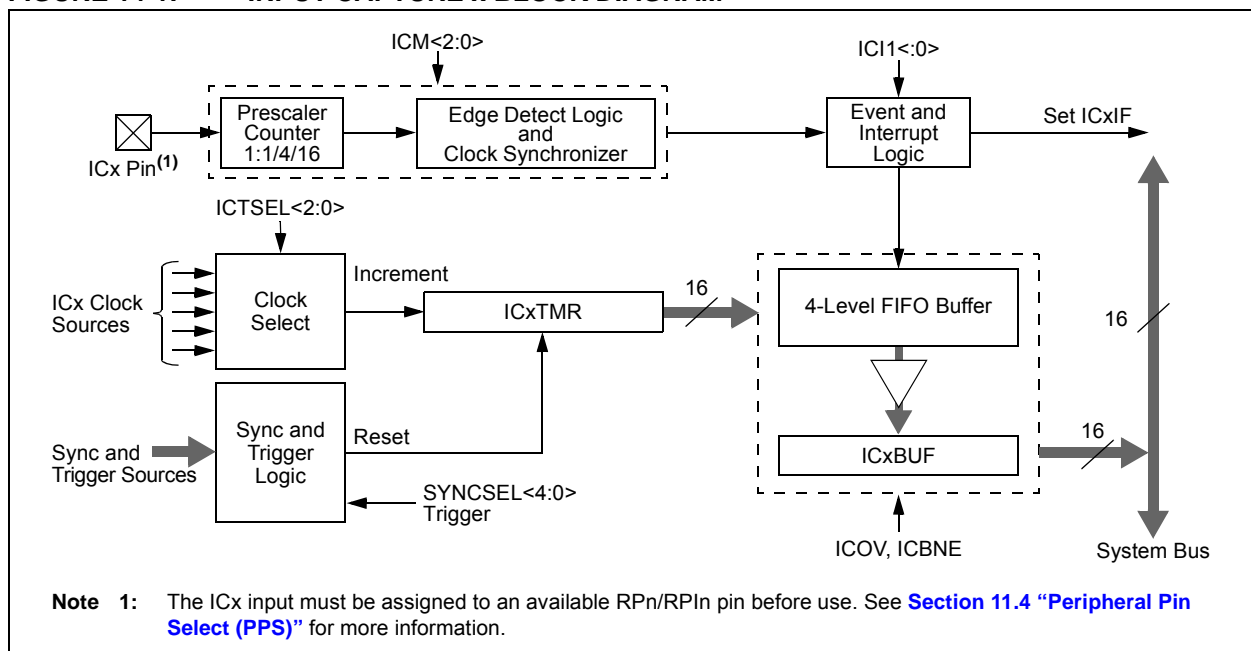 ICM<2:0>
ICI1<:0>
Prescaler
Counter
1:1/4/16
Edge Detect Logic
and
Clock Synchronizer
Event and
Interrupt
Logic
Set ICxIF
ICx Pin(1)
ICTSEL<2:0>
ICx Clock
Sources
Clock
Select
Increment
ICxTMR
16
4-Level FIFO Buffer
16
Sync and
Trigger Sources
Sync and
Trigger
Logic
Reset
SYNCSEL<4:0>
Trigger
ICxBUF
16
ICOV, ICBNE
System Bus
Note 1: The ICx input must be assigned to an available RPn/RPIn pin before use. See Section 11.4 “Peripheral Pin
Select (PPS)” for more information.